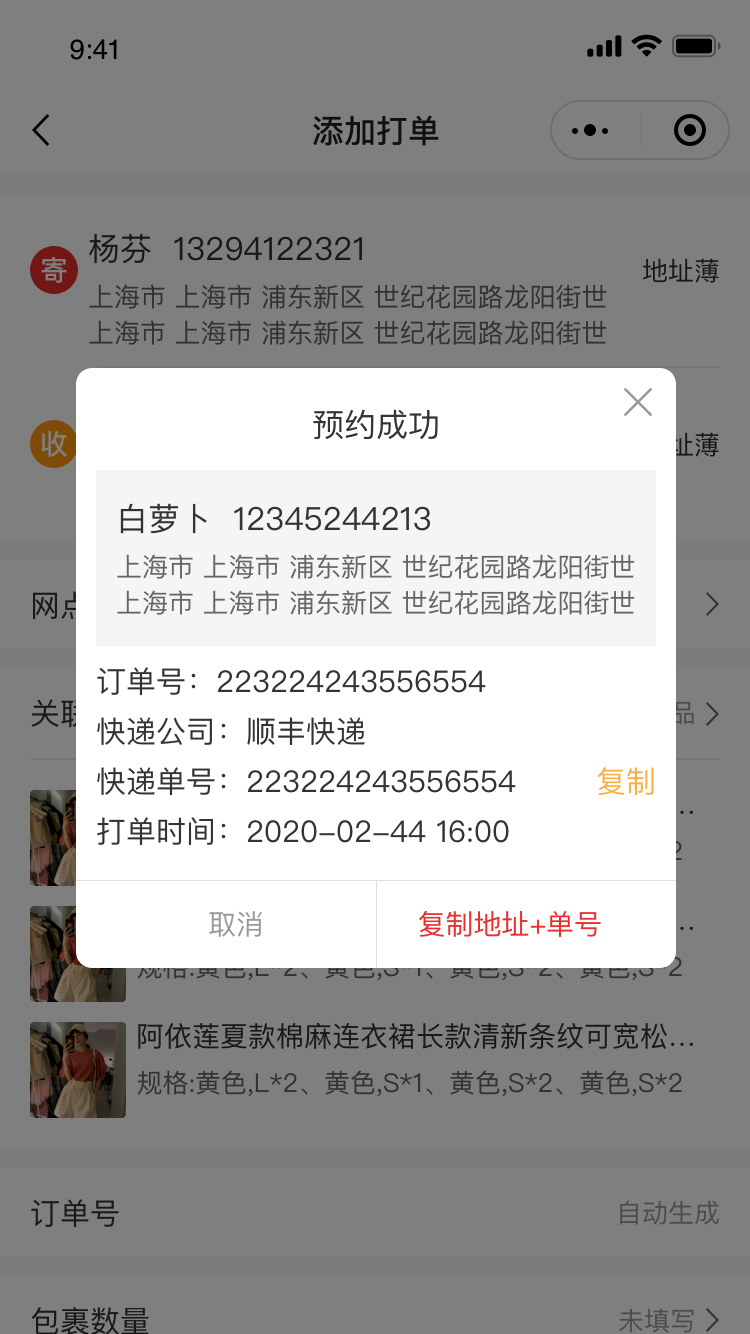 9:41
添加打单
寄
杨芬 13294122321
上海市 上海市 浦东新区 世纪花园路龙阳街世
上海市 上海市 浦东新区 世纪花园路龙阳街世
地址薄
收
址薄
预约成功
白萝卜 12345244213
上海市 上海市 浦东新区 世纪花园路龙阳街世
上海市 上海市 浦东新区 世纪花园路龙阳街世
网点
订单号：223224243556554
关联
品
快递公司：顺丰快递
快递单号：223224243556554
复制
打单时间：2020-02-44 16:00
取消
复制地址+单号
规格:黄色,L*2、黄色,S*1、黄色,S*2、黄色,S*2
阿依莲夏款棉麻连衣裙长款清新条纹可宽松...
规格:黄色,L*2、黄色,S*1、黄色,S*2、黄色,S*2
订单号
自动生成
包裹数量
未填写